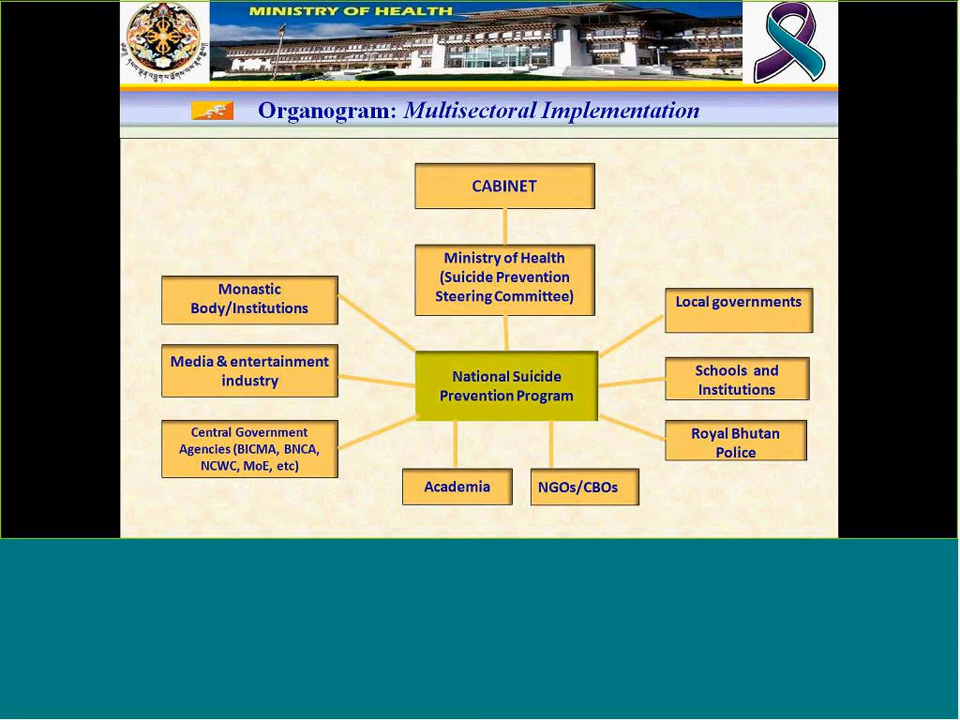 MINISTRY OF HEALTH
Organogram: Multisectoral Implementation
CABINET
Ministry of Health
(Suicide Prevention
Steering Committee)
Monastic
Body/Institutions
Local governments
Media & entertainment
industry
National Suicide
Prevention Program
Schools and
Institutions
Central Government
Agencies (BICMA, BNCA,
NCWC, MoE, etc)
Royal Bhutan
Police
Academia
NGOs/CBOs